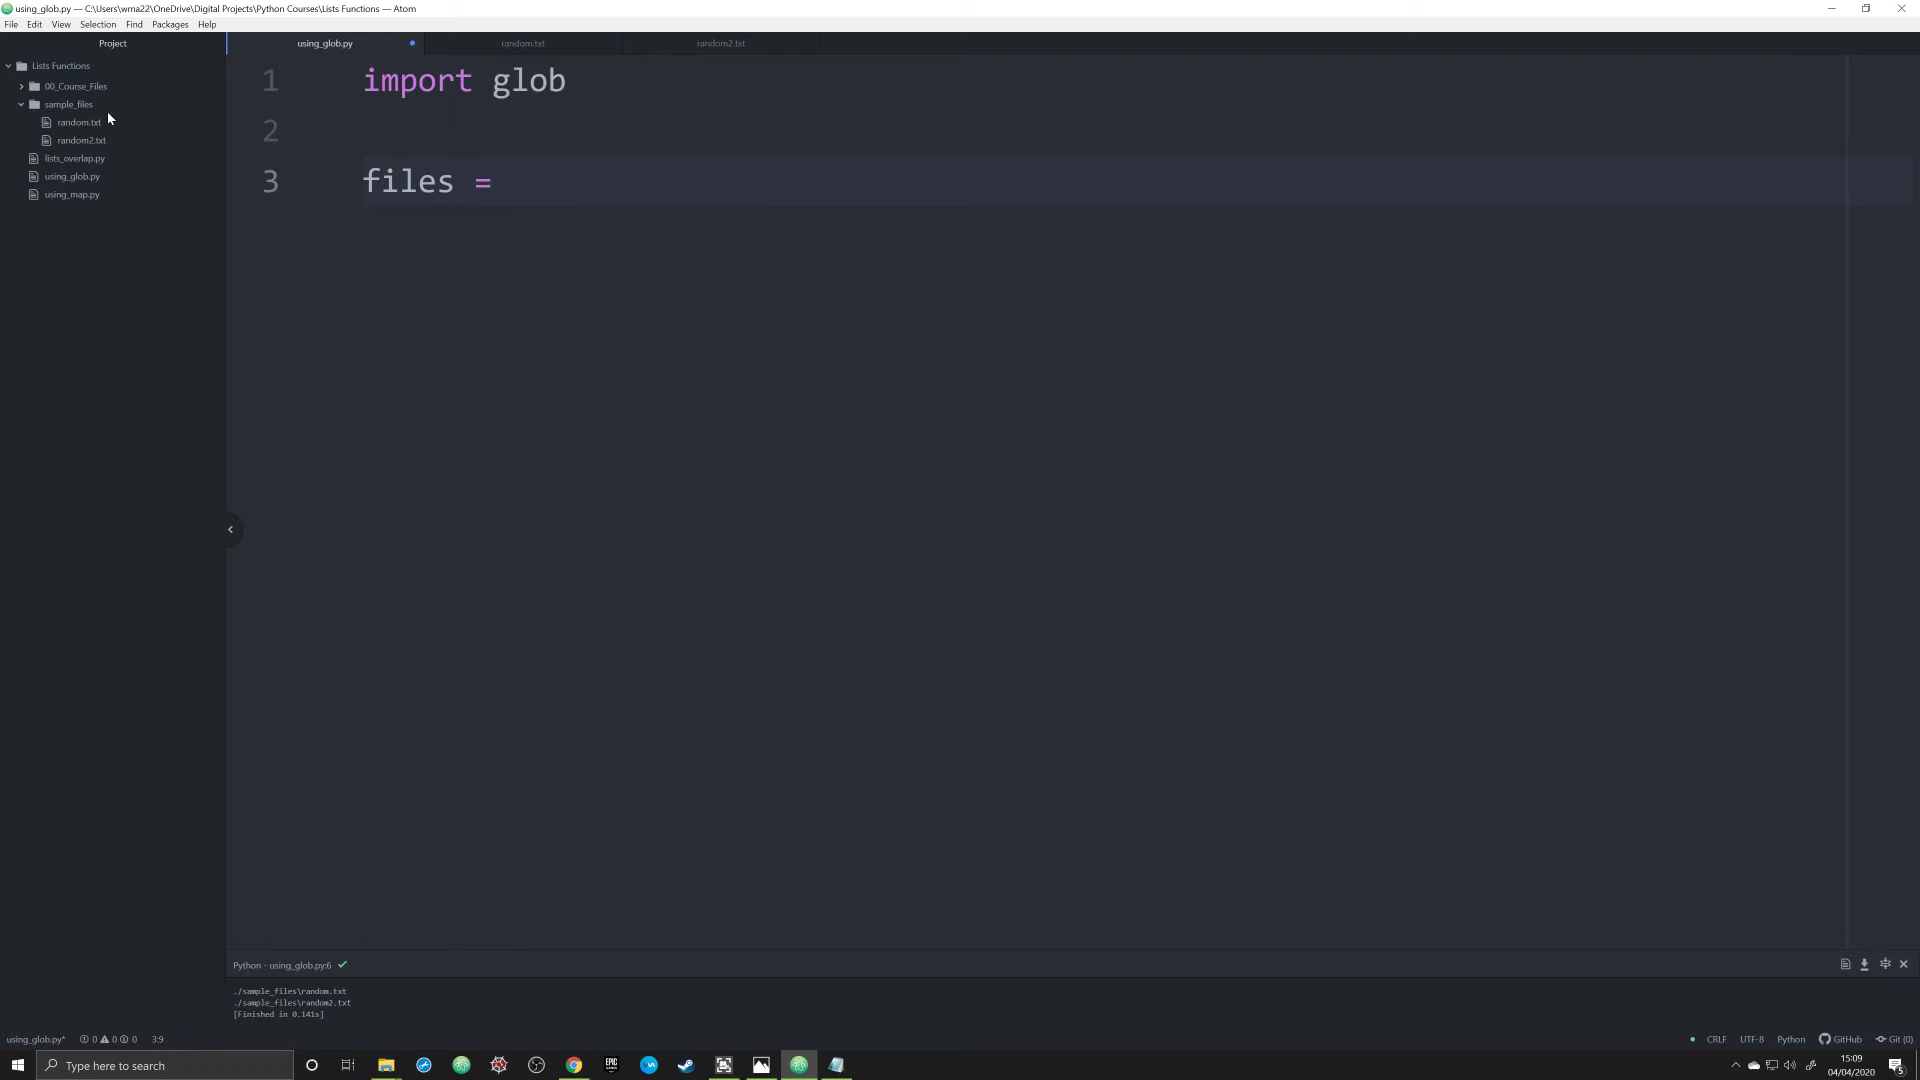 using_glob.py — C:\Users\wma22\OneDrive\Digital Projects\Python Courses\Lists Functions — Atom
File Edit View Selection Find Packages Help
Project
using_glob.py
random.txt
random2.txt
Lists Functions
00_Course_Files
sample_files
random.txt
random2.txt
lists_overlap.py
using_glob.py
using_map.py
1 import glob
2
3 files =
Python - using_glob.py:6
./sample_files\random.txt
./sample_files\random2.txt
[Finished in 0.141s]
using_glob.py* 0 0 0 3:9
CRLF UTF-8 Python GitHub Git (0)
Type here to search
EPIC GAMES
15:09
04/04/2020
5